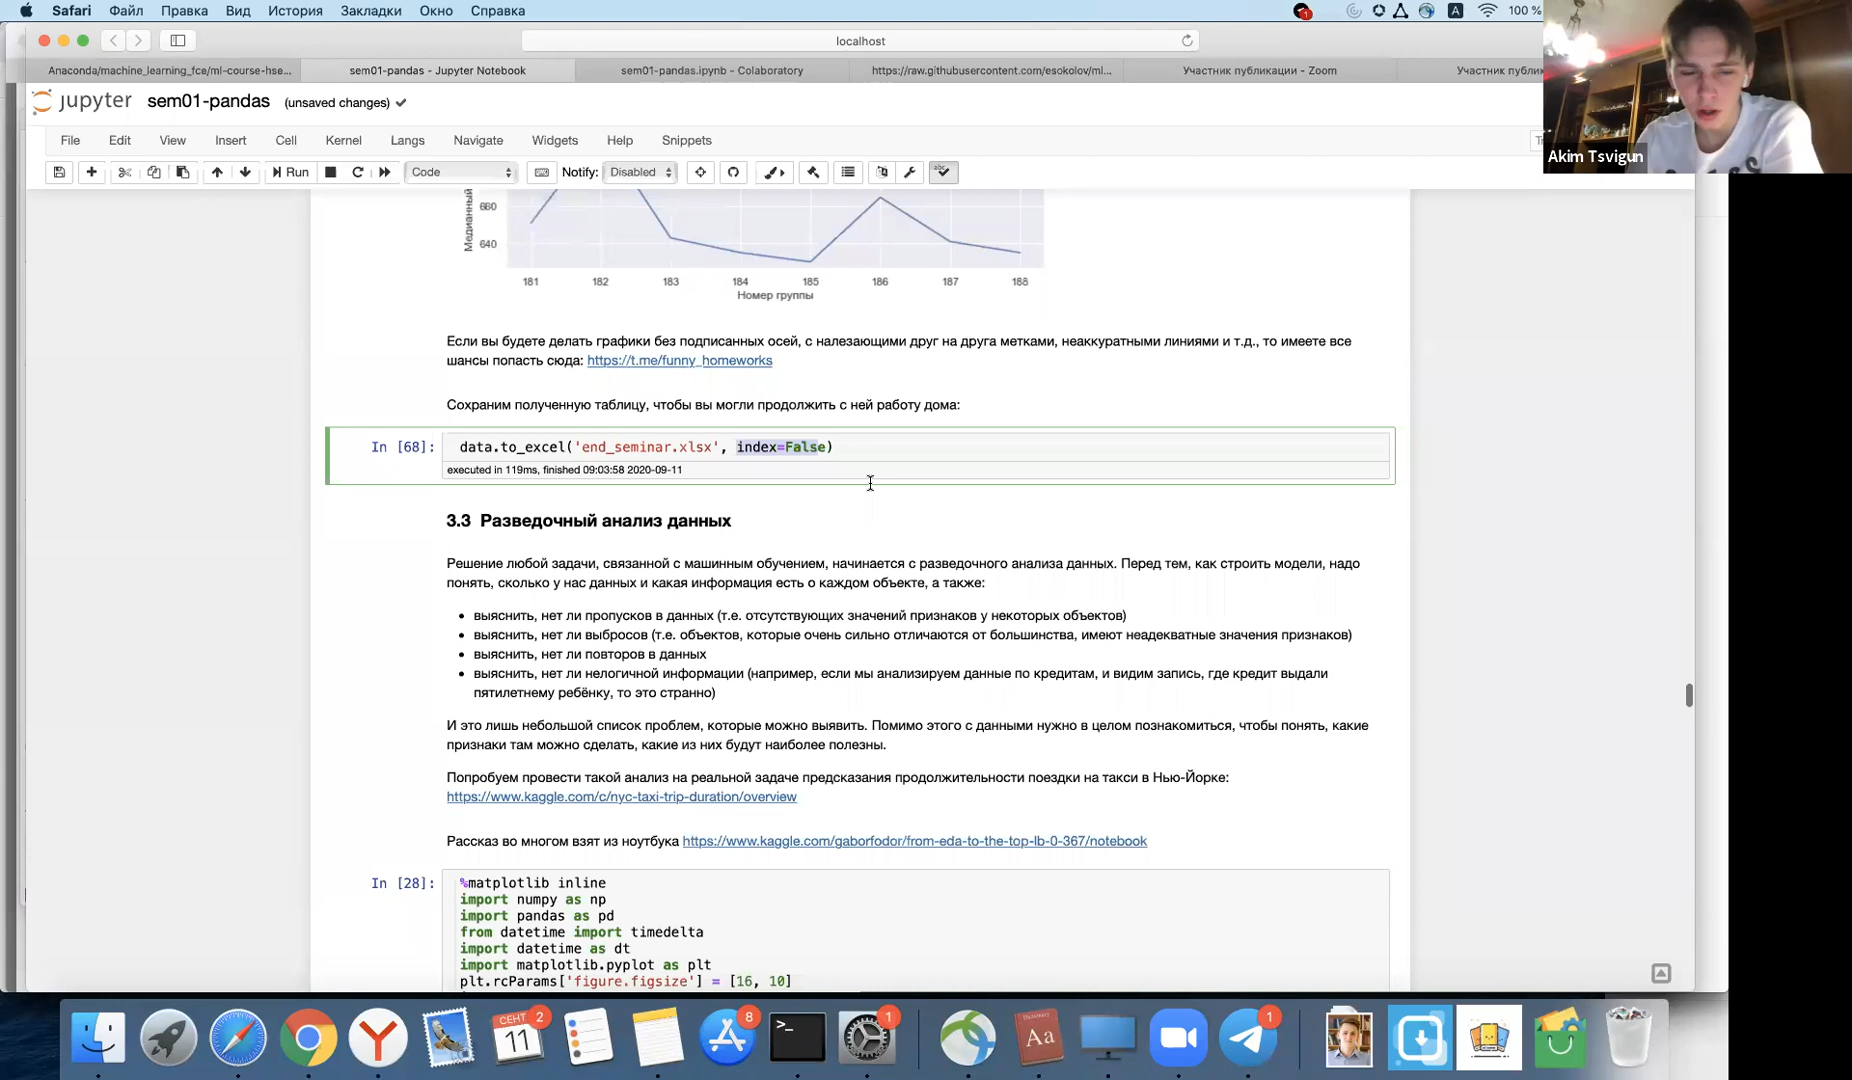 Safari Файл Правка Вид История Закладки Окно Справка
1 A 100 %
localhost
Anaconda/machine_learning_fce/ml-course-hse... sem01-pandas - Jupyter Notebook sem01-pandas.ipynb - Colaboratory https://raw.githubusercontent.com/esokolov/ml... Участник публикации - Zoom Участник публик
jupyter sem01-pandas (unsaved changes)
File Edit View Insert Cell Kernel Langs Navigate Widgets Help Snippets
Akim Tsvigun
Run Code Notify: Disabled abc
Медианный
660
640
181 182 183 184 185 186 187 188
Номер группы
Если вы будете делать графики без подписанных осей, с налезающими друг на друга метками, неаккуратными линиями и т.д., то имеете все
шансы попасть сюда: https://t.me/funny_homeworks
Сохраним полученную таблицу, чтобы вы могли продолжить с ней работу дома:
In [68]: data.to_excel('end_seminar.xlsx', index=False)
executed in 119ms, finished 09:03:58 2020-09-11
3.3 Разведочный анализ данных
Решение любой задачи, связанной с машинным обучением, начинается с разведочного анализа данных. Перед тем, как строить модели, надо
понять, сколько у нас данных и какая информация есть о каждом объекте, а также:
• выяснить, нет ли пропусков в данных (т.е. отсутствующих значений признаков у некоторых объектов)
• выяснить, нет ли выбросов (т.е. объектов, которые очень сильно отличаются от большинства, имеют неадекватные значения признаков)
• выяснить, нет ли повторов в данных
• выяснить, нет ли нелогичной информации (например, если мы анализируем данные по кредитам, и видим запись, где кредит выдали
пятилетнему ребёнку, то это странно)
И это лишь небольшой список проблем, которые можно выявить. Помимо этого с данными нужно в целом познакомиться, чтобы понять, какие
признаки там можно сделать, какие из них будут наиболее полезны.
Попробуем провести такой анализ на реальной задаче предсказания продолжительности поездки на такси в Нью-Йорке:
https://www.kaggle.com/c/nyc-taxi-trip-duration/overview
Рассказ во многом взят из ноутбука https://www.kaggle.com/gaborfodor/from-eda-to-the-top-lb-0-367/notebook
In [28]: %matplotlib inline
import numpy as np
import pandas as pd
from datetime import timedelta
import datetime as dt
import matplotlib.pyplot as plt
plt.rcParams['figure.figsize'] = [16, 10]
СЕНТ 2 8 1 1
11 Aa